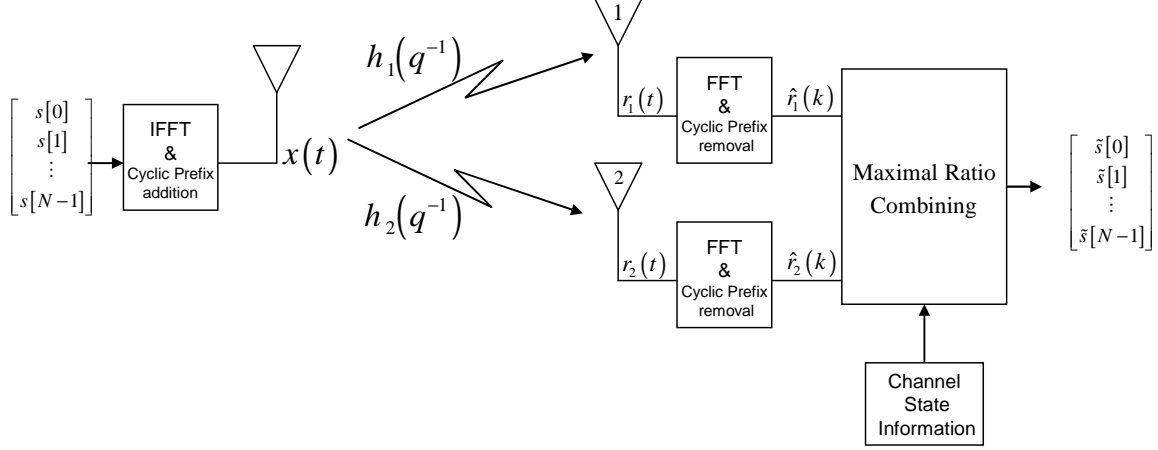 s[0]
s[1]
⋮
s[N−1]
IFFT
&
Cyclic Prefix
addition
x(t)
h₁(q⁻¹)
h₂(q⁻¹)
1
r₁(t)
FFT
&
Cyclic Prefix
removal
r̂₁(k)
2
r₂(t)
FFT
&
Cyclic Prefix
removal
r̂₂(k)
Maximal Ratio
Combining
Channel
State
Information
s̃[0]
s̃[1]
⋮
s̃[N−1]